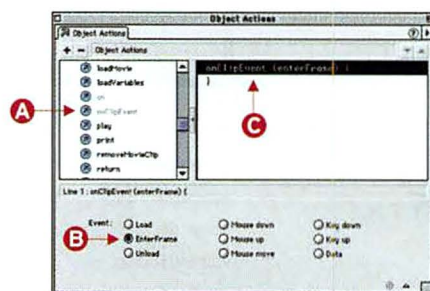 Object Actions
Object Actions
+ - Object Actions
loadMovie
loadVariables
on
onClipEvent
play
print
removeMovieClip
return
onClipEvent (enterFrame) {
}
A
C
Line 1 : onClipEvent (enterFrame) {
Event: Load Mouse down Key down
B EnterFrame Mouse up Key up
Unload Mouse move Data